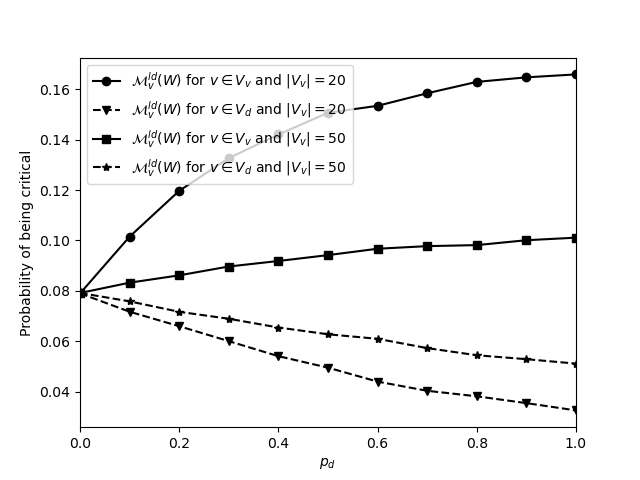 $\mathcal{M}_v^{ld}(W)$ for $v \in V_v$ and $|V_v| = 20$
$\mathcal{M}_v^{ld}(W)$ for $v \in V_d$ and $|V_v| = 20$
$\mathcal{M}_v^{ld}(W)$ for $v \in V_v$ and $|V_v| = 50$
$\mathcal{M}_v^{ld}(W)$ for $v \in V_d$ and $|V_v| = 50$
Probability of being critical
0.16
0.14
0.12
0.10
0.08
0.06
0.04
0.0 0.2 0.4 0.6 0.8 1.0
$p_d$